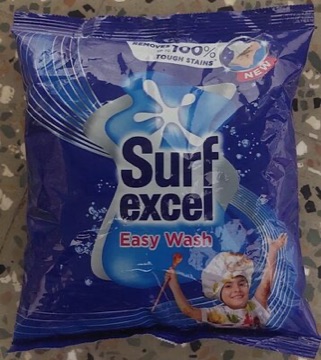 REMOVES
100%
TOUGH STAINS
NEW
Surf
excel
Easy Wash